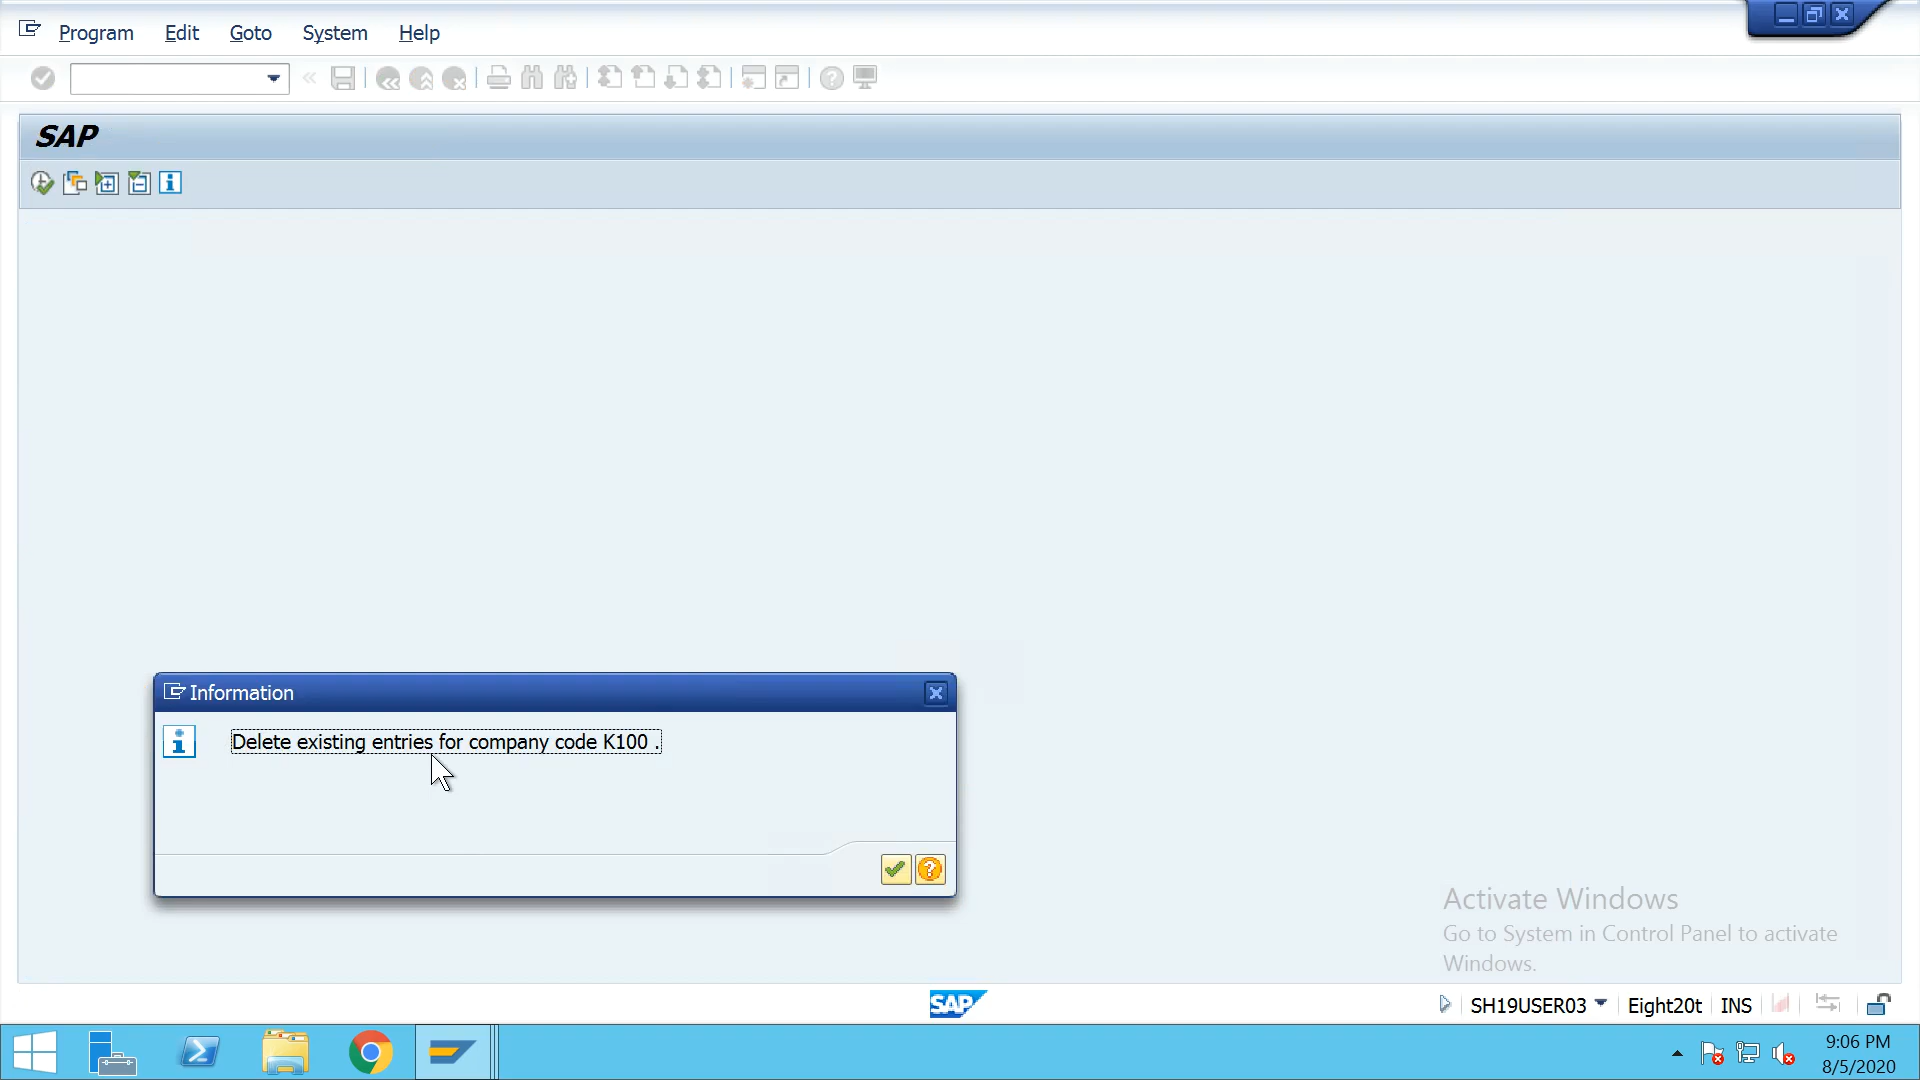 Program Edit Goto System Help
SAP
Information
Delete existing entries for company code K100 .
Activate Windows
Go to System in Control Panel to activate
Windows.
SAP
SH19USER03 Eight20t INS
9:06 PM
8/5/2020